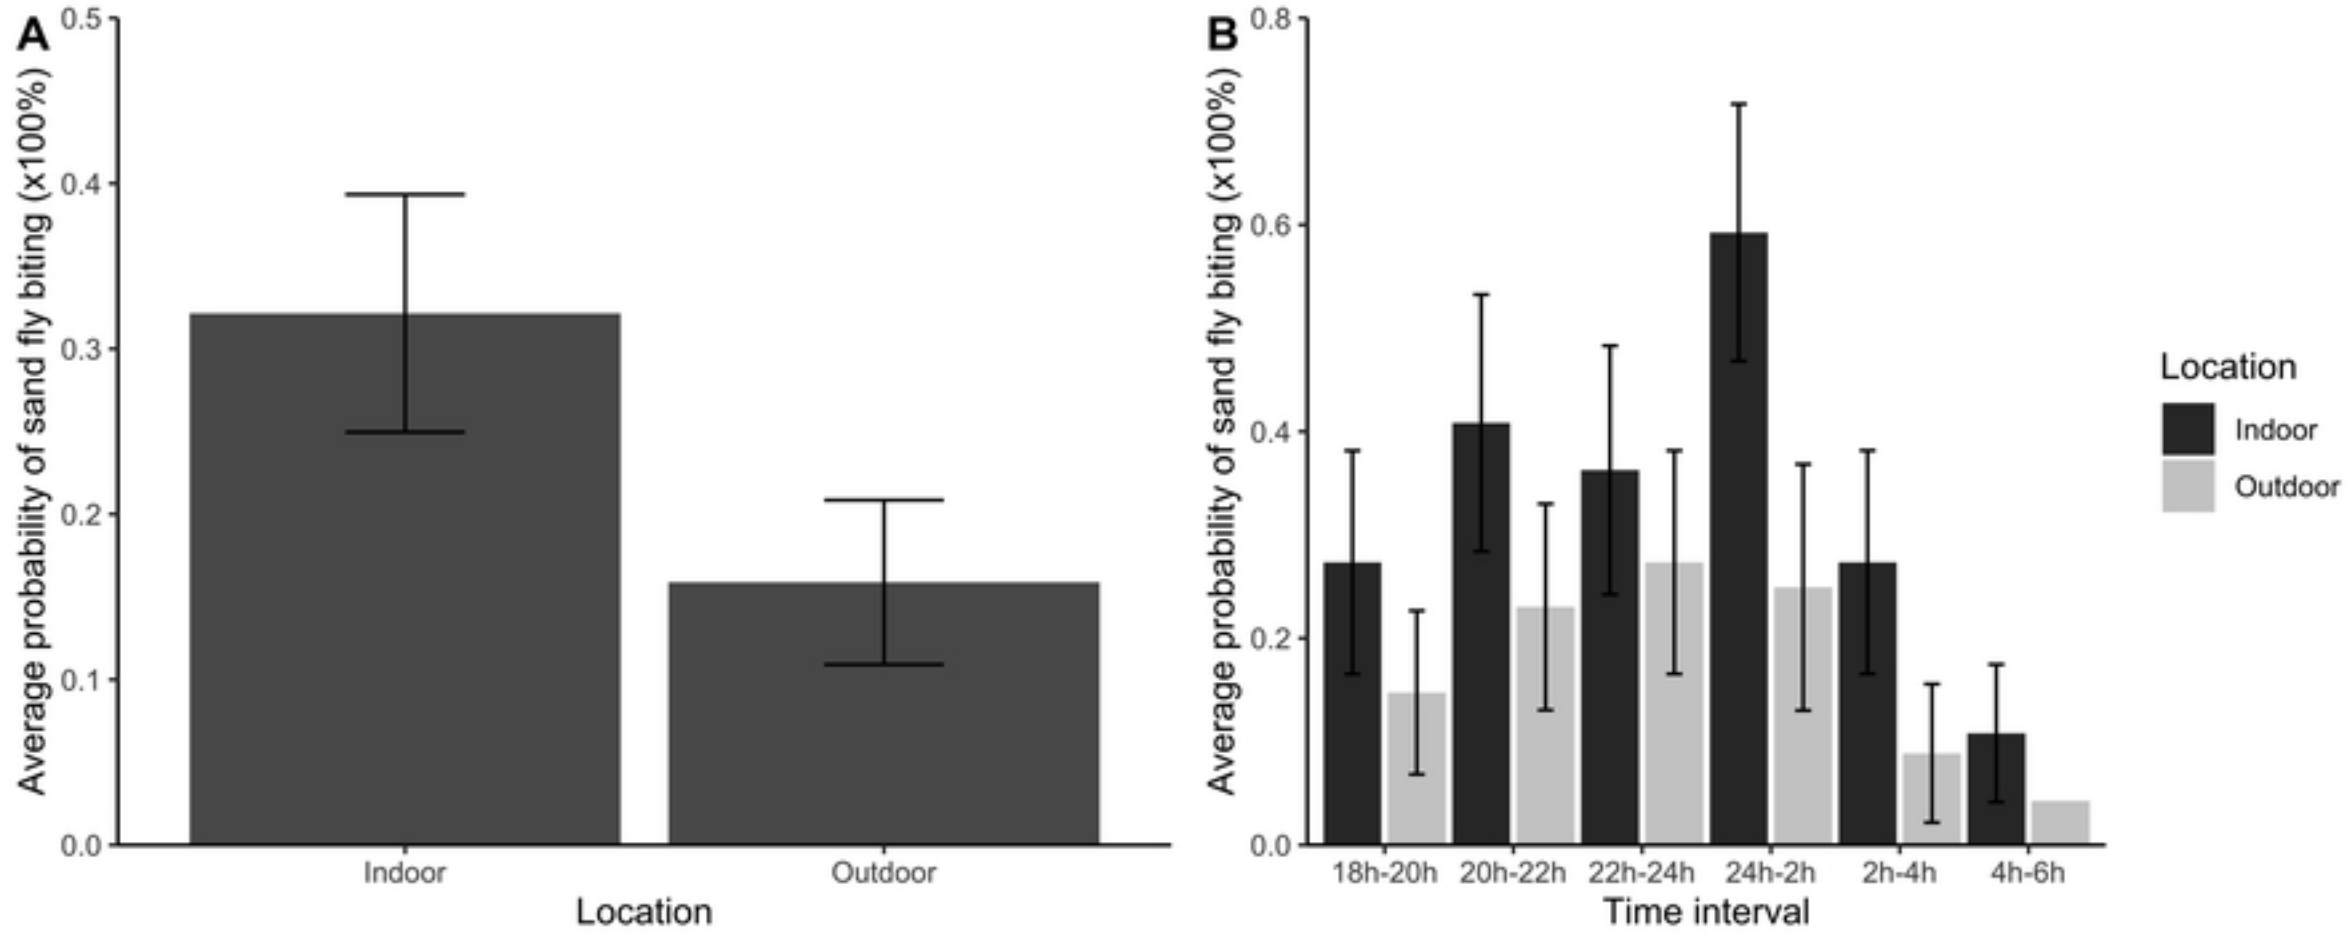 A
Average probability of sand fly biting (x100%)
0.5
0.4
0.3
0.2
0.1
0.0
Indoor Outdoor
Location
B
Average probability of sand fly biting (x100%)
0.8
0.6
0.4
0.2
0.0
18h-20h 20h-22h 22h-24h 24h-2h 2h-4h 4h-6h
Time interval
Location
Indoor
Outdoor